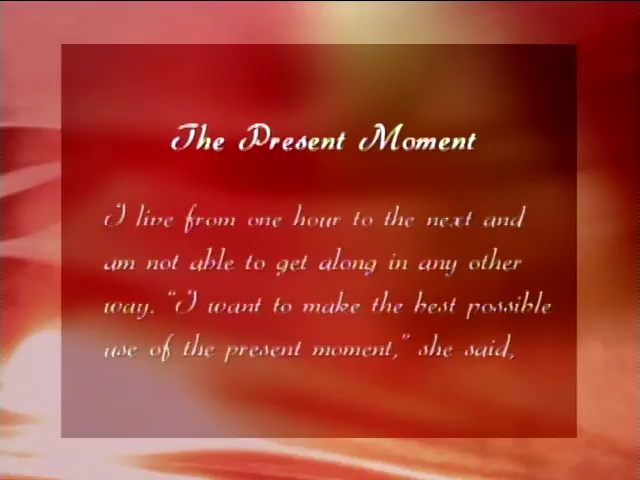 The Present Moment
I live from one hour to the next and
am not able to get along in any other
way. "I want to make the best possible
use of the present moment," she said,